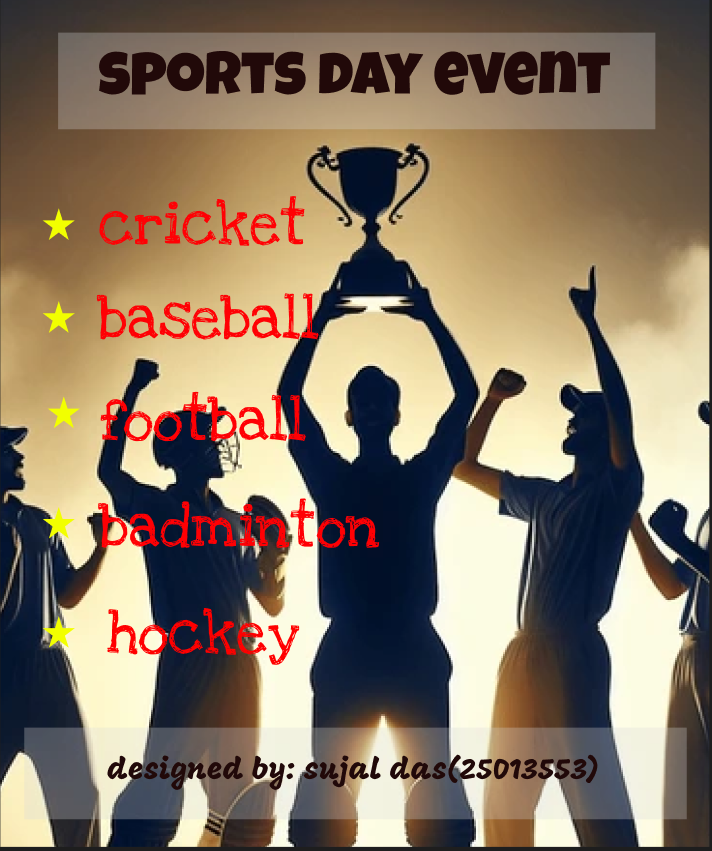 SPORTS DAY event
cricket
baseball
football
badminton
hockey
designed by: sujal das(25013553)